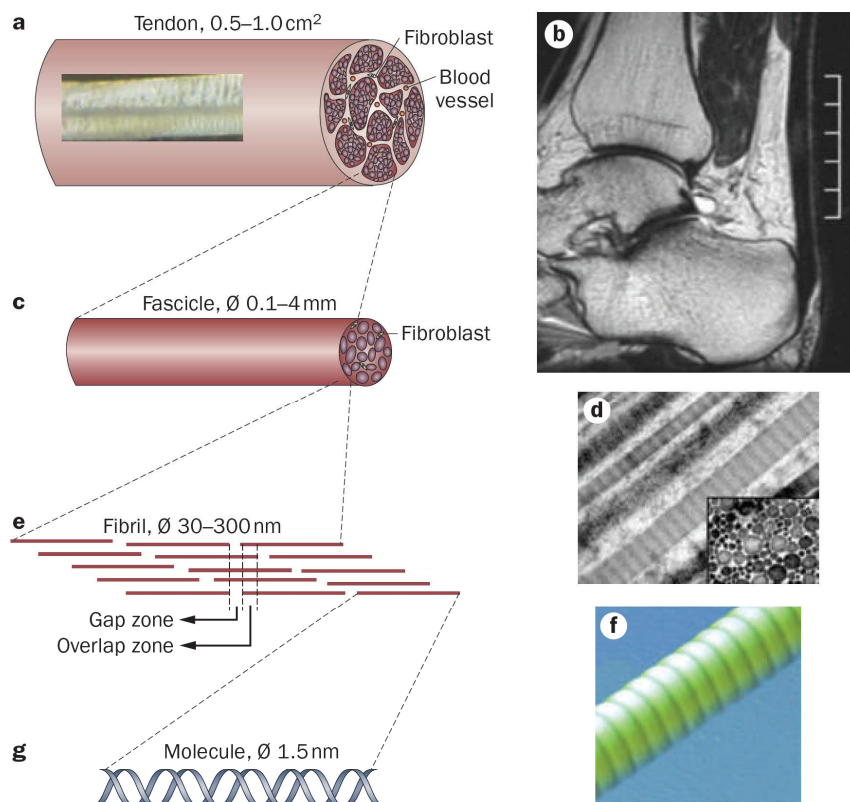 a
Tendon, 0.5–1.0 cm²
Fibroblast
Blood
vessel
b
c
Fascicle, Ø 0.1–4 mm
Fibroblast
d
e
Fibril, Ø 30–300 nm
Gap zone
Overlap zone
f
g
Molecule, Ø 1.5 nm